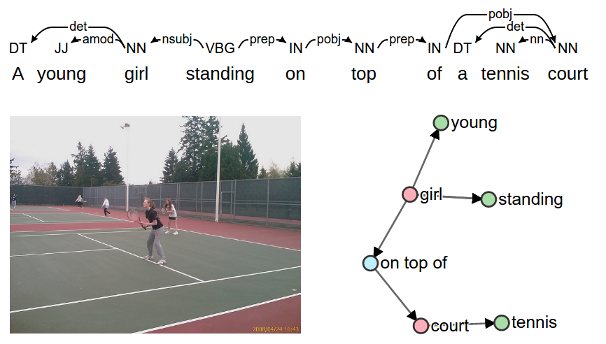 det det pobj
amod nsubj prep pobj prep nn
DT JJ NN VBG IN NN IN DT NN NN
A young girl standing on top of a tennis court
young
girl standing
on top of
court tennis